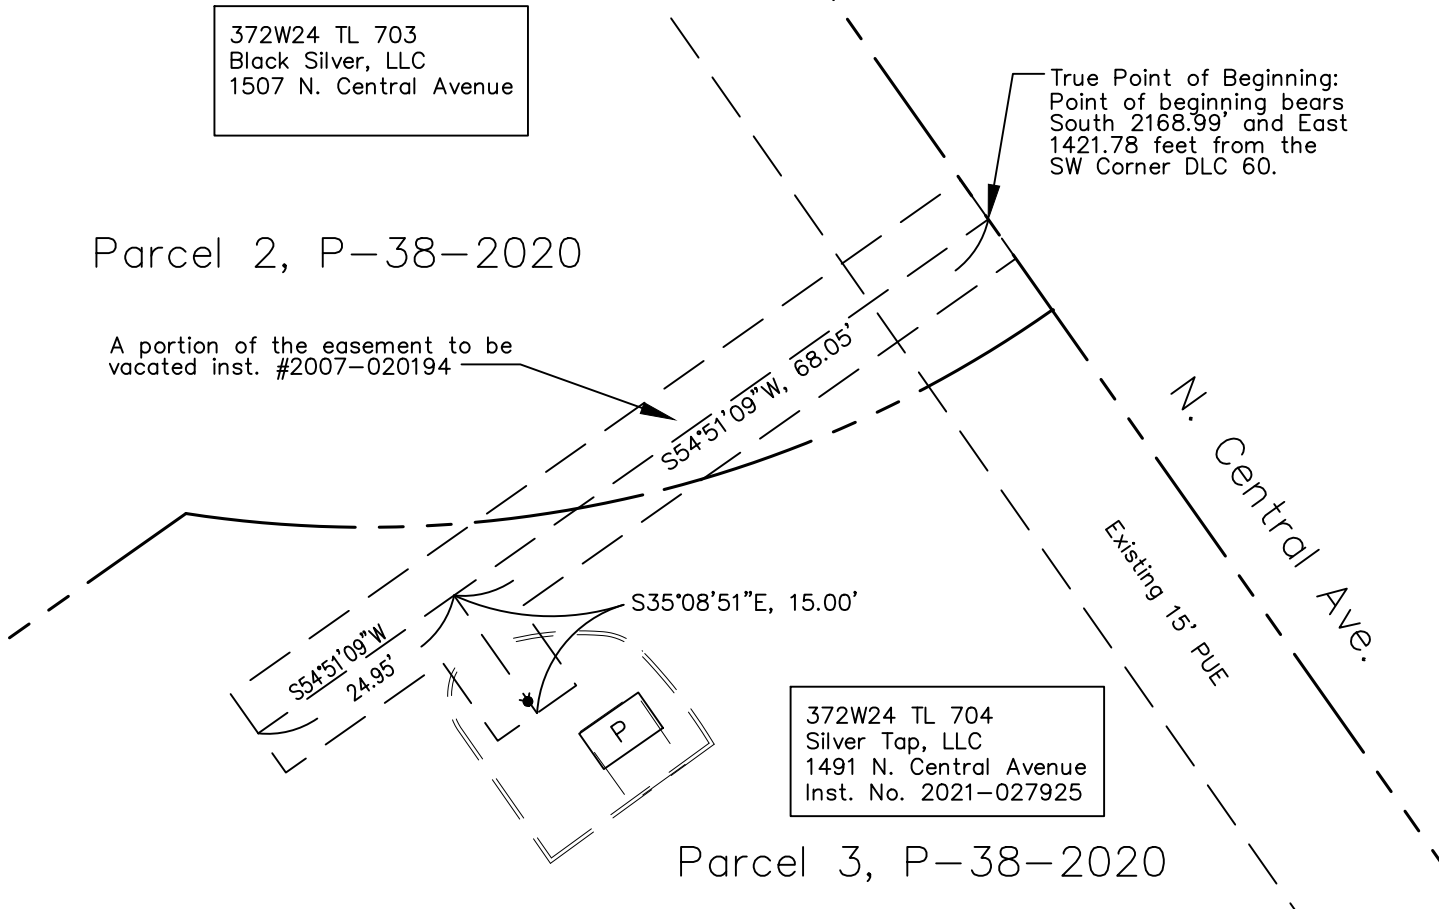 372W24 TL 703
Black Silver, LLC
1507 N. Central Avenue
True Point of Beginning:
Point of beginning bears
South 2168.99' and East
1421.78 feet from the
SW Corner DLC 60.
Parcel 2, P-38-2020
A portion of the easement to be
vacated inst. #2007-020194
S54°51'09"W, 68.05'
N. Central Ave.
Existing 15' PUE
S35°08'51"E, 15.00'
S54°51'09"W
24.95'
P
372W24 TL 704
Silver Tap, LLC
1491 N. Central Avenue
Inst. No. 2021-027925
Parcel 3, P-38-2020